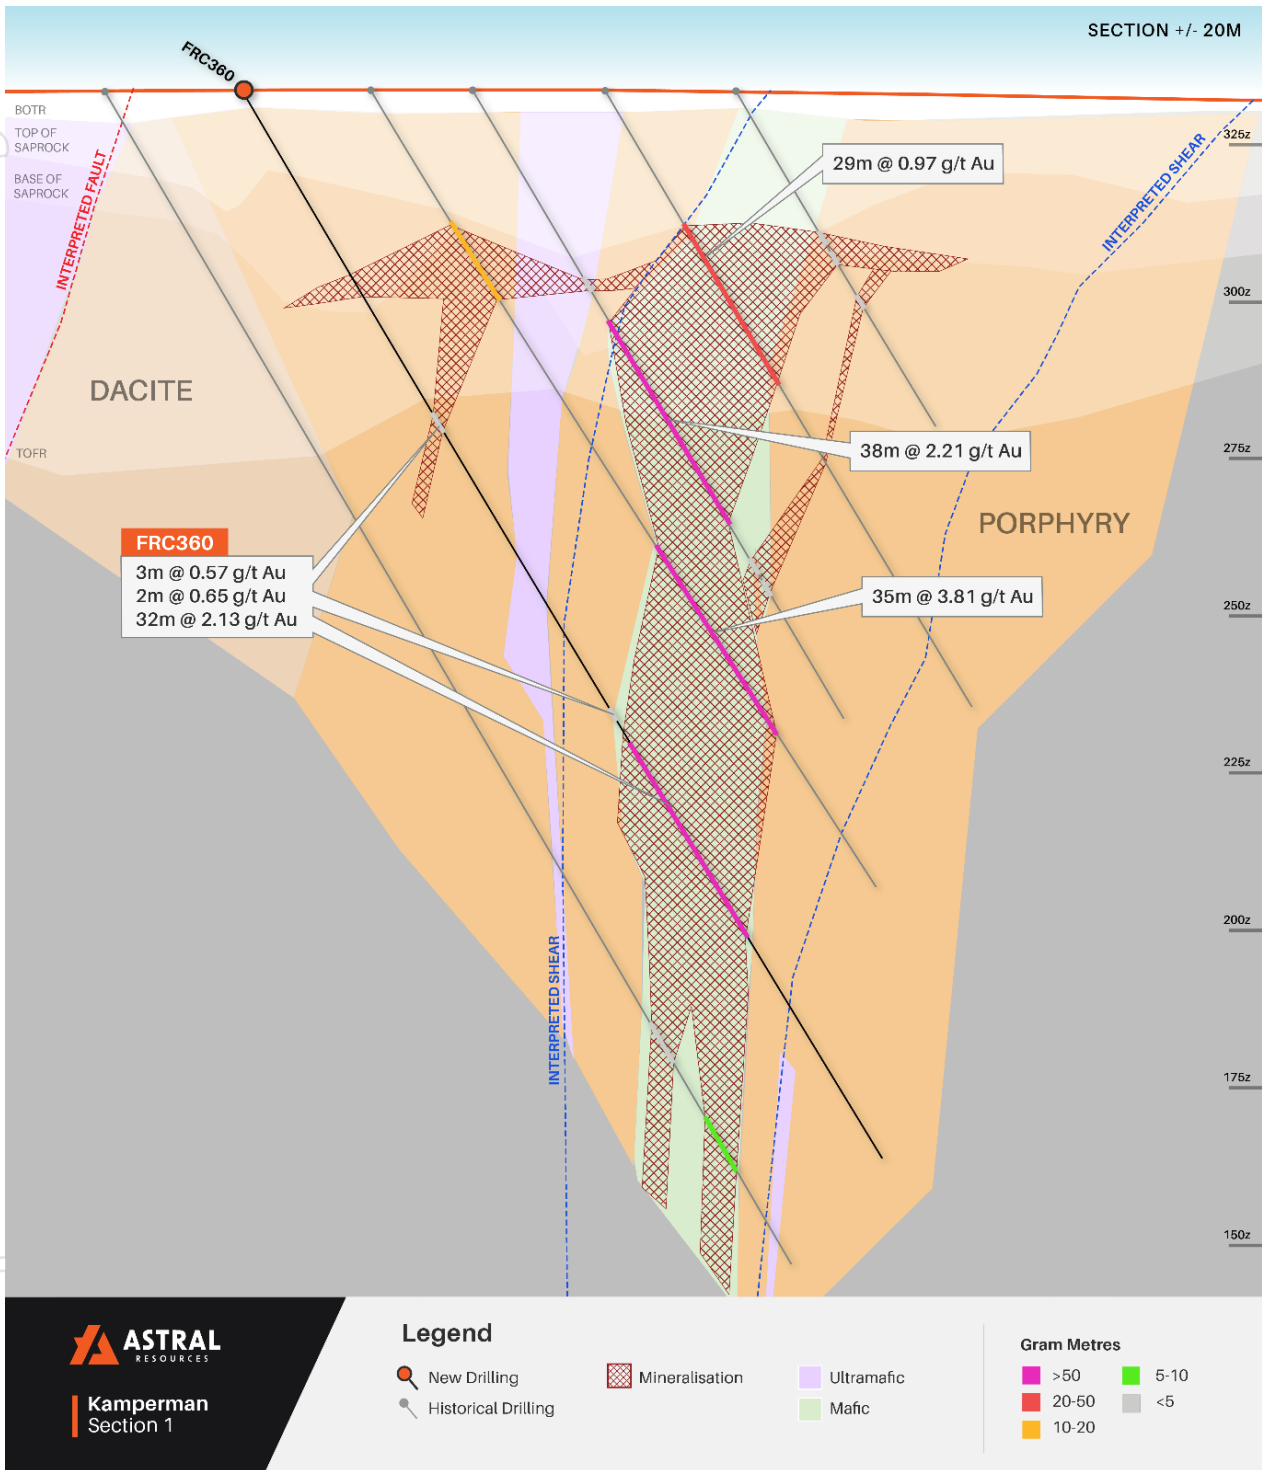 SECTION +/- 20M
FRC360
BOTR
TOP OF
SAPROCK
BASE OF
SAPROCK
INTERPRETED FAULT
325z
29m @ 0.97 g/t Au
INTERPRETED SHEAR
300z
DACITE
38m @ 2.21 g/t Au
275z
TOFR
PORPHYRY
FRC360
3m @ 0.57 g/t Au
2m @ 0.65 g/t Au
32m @ 2.13 g/t Au
35m @ 3.81 g/t Au
250z
225z
200z
INTERPRETED SHEAR
175z
150z
ASTRAL
RESOURCES
Kamperman
Section 1
Legend
New Drilling
Historical Drilling
Mineralisation
Ultramafic
Mafic
Gram Metres
>50
20-50
10-20
5-10
<5